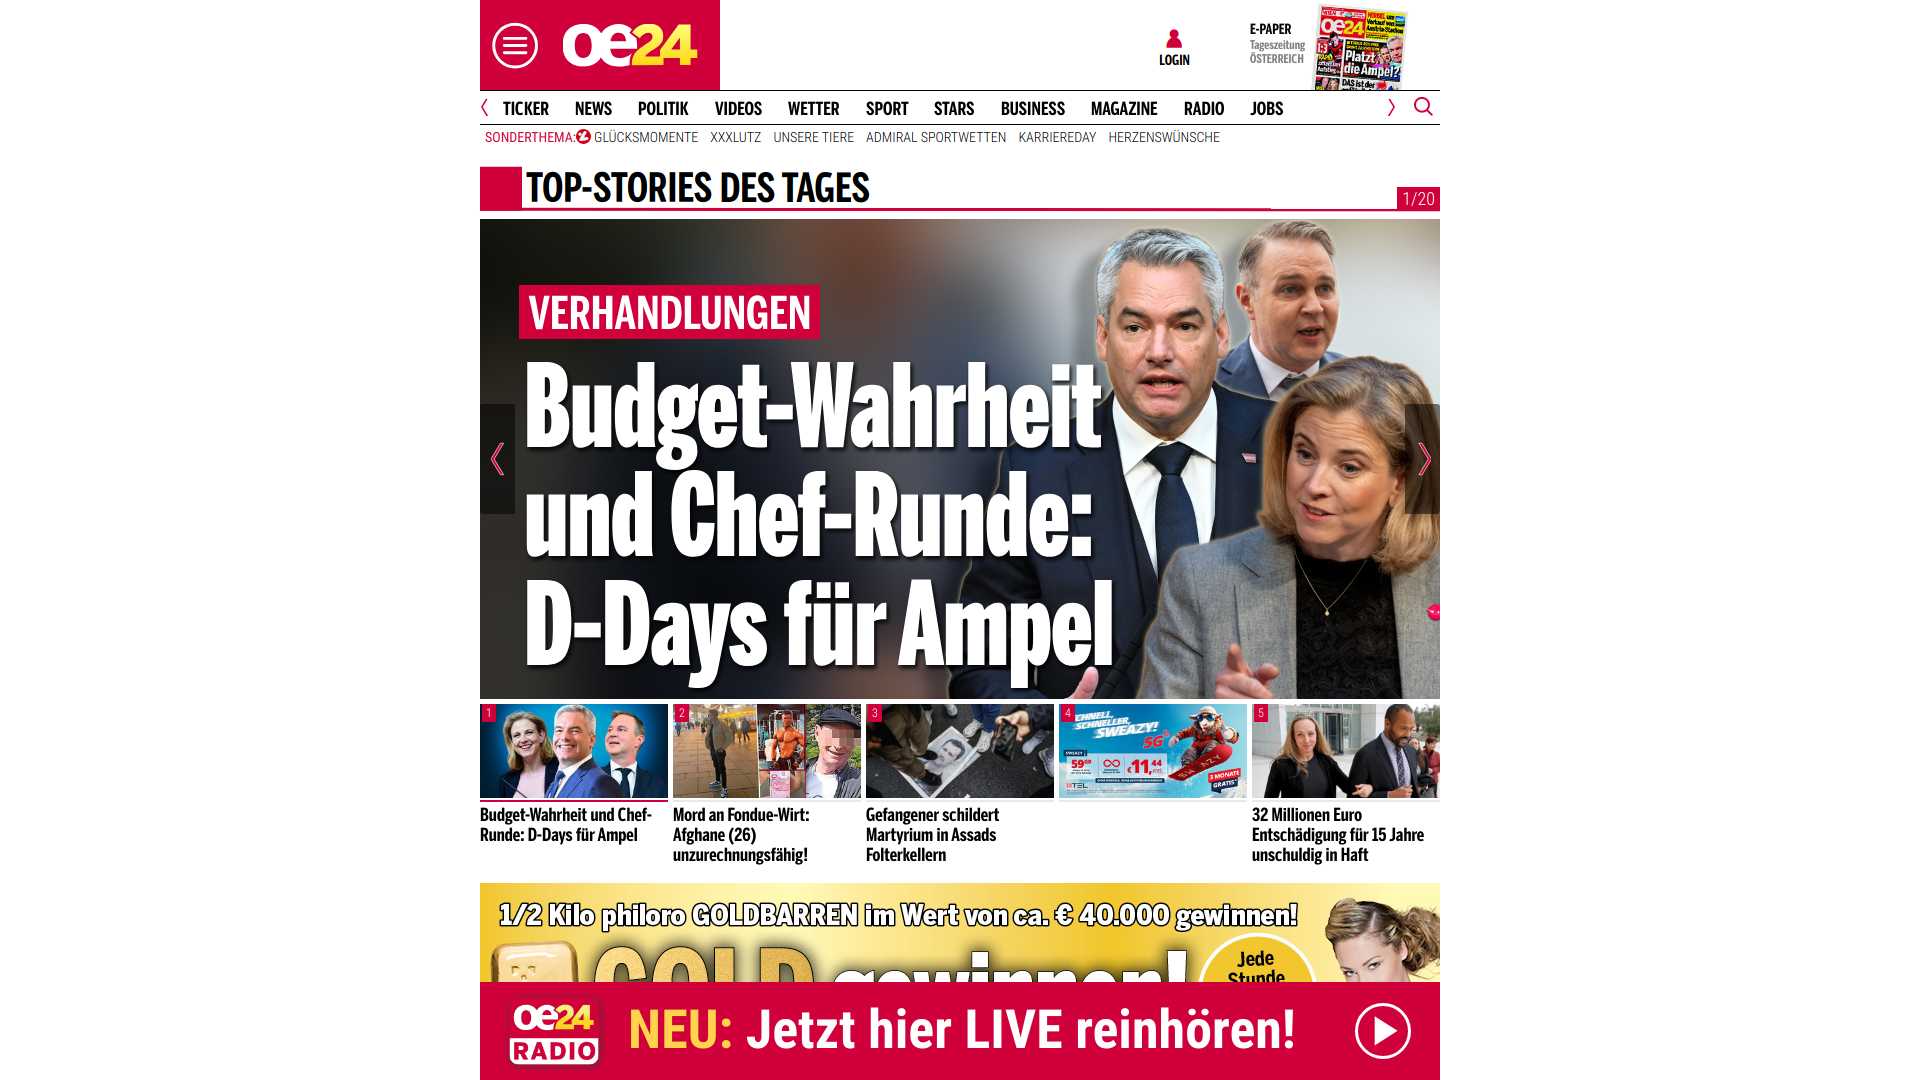 oe24
LOGIN
E-PAPER
Tageszeitung
ÖSTERREICH
oe24
Platzt
die Ampel?
TICKER NEWS POLITIK VIDEOS WETTER SPORT STARS BUSINESS MAGAZINE RADIO JOBS
SONDERTHEMA: GLÜCKSMOMENTE XXXLUTZ UNSERE TIERE ADMIRAL SPORTWETTEN KARRIEREDAY HERZENSWÜNSCHE
TOP-STORIES DES TAGES
1/20
VERHANDLUNGEN
Budget-Wahrheit
und Chef-Runde:
D-Days für Ampel
1
2
3
4
5
SCHNELL,
SCHNELLER,
SWEAZY!
5G
€11,44
3 MONATE
GRATIS*
Budget-Wahrheit und Chef-
Runde: D-Days für Ampel
Mord an Fondue-Wirt:
Afghane (26)
unzurechnungsfähig!
Gefangener schildert
Martyrium in Assads
Folterkellern
32 Millionen Euro
Entschädigung für 15 Jahre
unschuldig in Haft
1/2 Kilo philoro GOLDBARREN im Wert von ca. € 40.000 gewinnen!
GOLD gewinnen!
Jede
Stunde
oe24
RADIO
NEU: Jetzt hier LIVE reinhören!